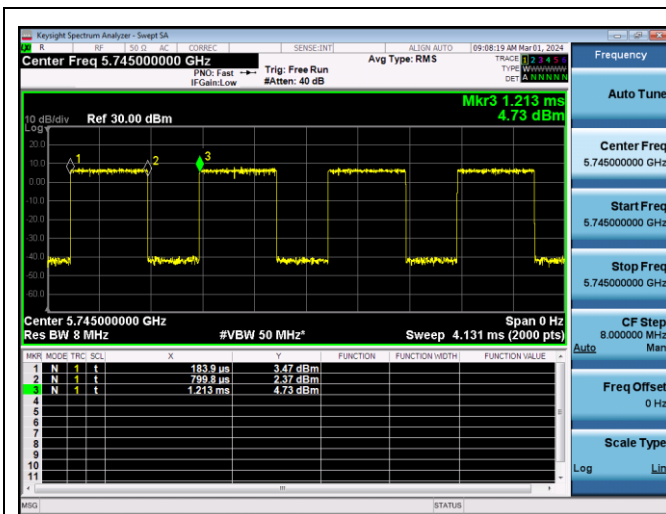 Keysight Spectrum Analyzer - Swept SA
R RF 50 Ω AC CORREC SENSE:INT ALIGN AUTO 09:08:19 AM Mar 01, 2024
Center Freq 5.745000000 GHz
PNO: Fast
IFGain:Low
Trig: Free Run
#Atten: 40 dB
Avg Type: RMS
TRACE 1 2 3 4 5 6
TYPE W
DET A N N N N N
Mkr3 1.213 ms
4.73 dBm
10 dB/div Ref 30.00 dBm
Log
20.0
10.0
0.00
-10.0
-20.0
-30.0
-40.0
-50.0
-60.0
1
2
3
Center 5.745000000 GHz Span 0 Hz
Res BW 8 MHz #VBW 50 MHz* Sweep 4.131 ms (2000 pts)
MKR MODE TRC SCL X Y FUNCTION FUNCTION WIDTH FUNCTION VALUE
1 N 1 t 183.9 µs 3.47 dBm
2 N 1 t 799.8 µs 2.37 dBm
3 N 1 t 1.213 ms 4.73 dBm
4
5
6
7
8
9
10
11
MSG STATUS
Frequency
Auto Tune
Center Freq
5.745000000 GHz
Start Freq
5.745000000 GHz
Stop Freq
5.745000000 GHz
CF Step
8.000000 MHz
Auto Man
Freq Offset
0 Hz
Scale Type
Log Lin